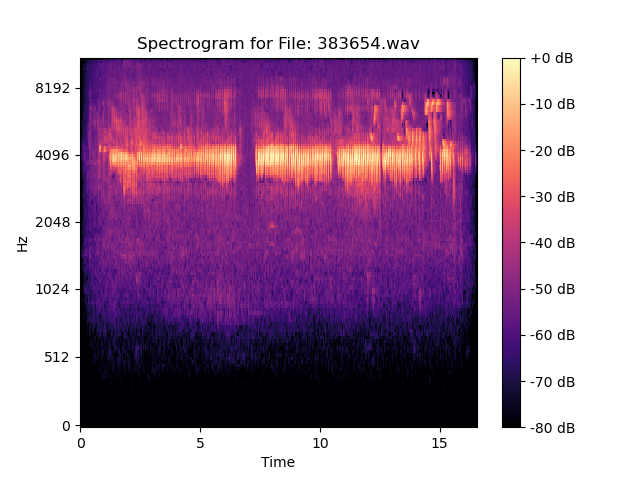 Spectrogram for File: 383654.wav
8192
4096
2048
1024
512
0
Hz
0
5
10
15
Time
+0 dB
-10 dB
-20 dB
-30 dB
-40 dB
-50 dB
-60 dB
-70 dB
-80 dB